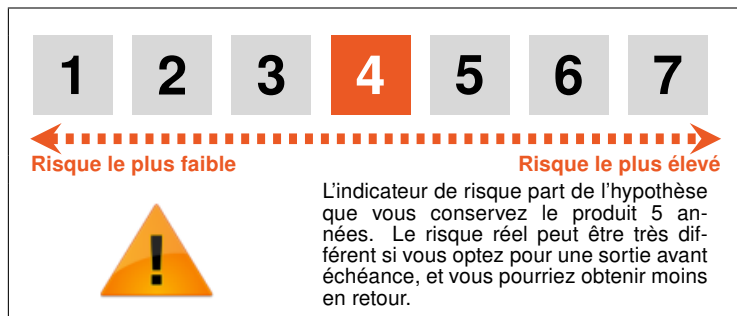 1 2 3 4 5 6 7
Risque le plus faible Risque le plus élevé
L'indicateur de risque part de l'hypothèse
que vous conservez le produit 5 an-
nées. Le risque réel peut être très dif-
férent si vous optez pour une sortie avant
échéance, et vous pourriez obtenir moins
en retour.